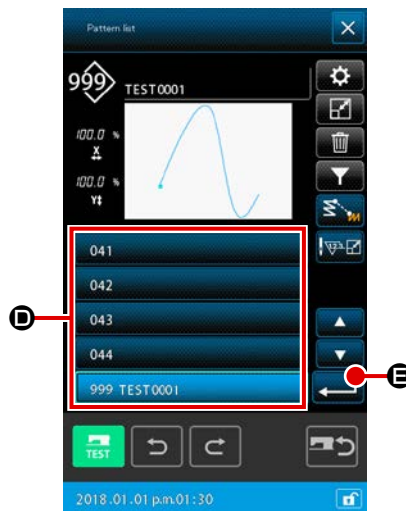 Pattern list
999 TEST0001
100.0 %
X
100.0 %
Y
041
042
D 043
044
E
999 TEST0001
TEST
2018.01.01 p.m.01:30